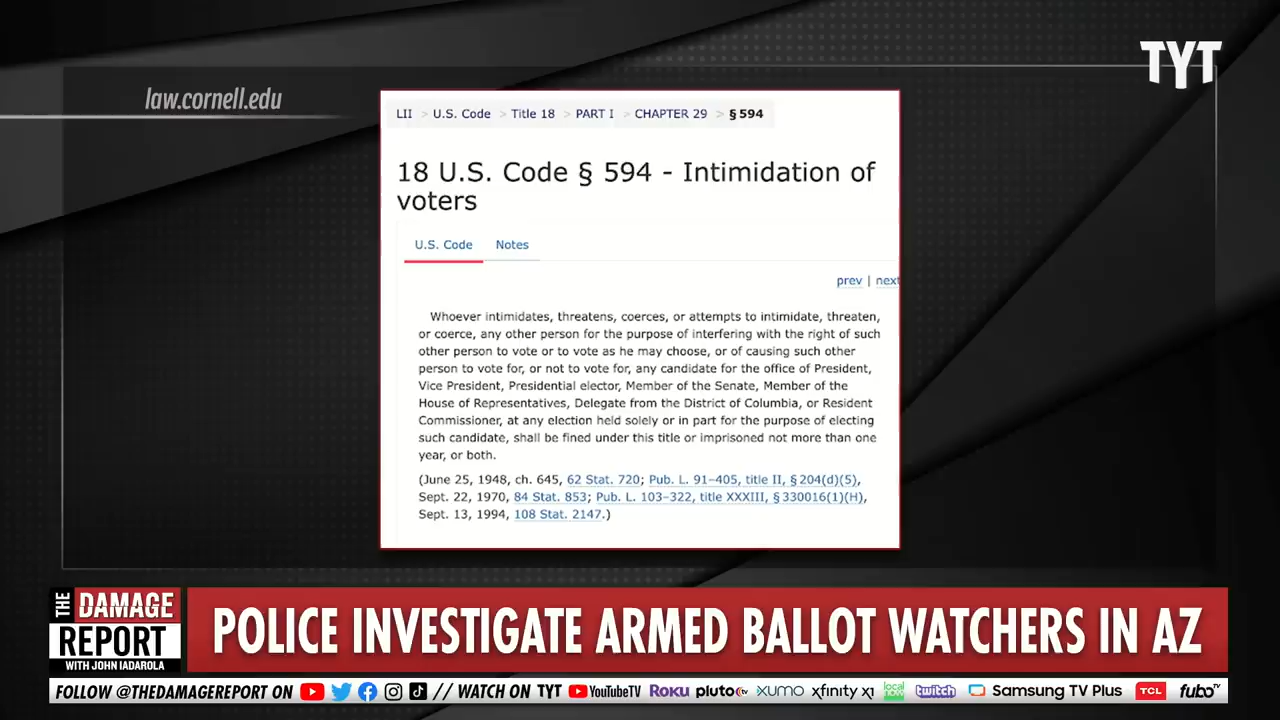 TYT
law.cornell.edu
LII > U.S. Code > Title 18 > PART I > CHAPTER 29 > § 594
18 U.S. Code § 594 - Intimidation of
voters
U.S. Code Notes
prev | next
Whoever intimidates, threatens, coerces, or attempts to intimidate, threaten,
or coerce, any other person for the purpose of interfering with the right of such
other person to vote or to vote as he may choose, or of causing such other
person to vote for, or not to vote for, any candidate for the office of President,
Vice President, Presidential elector, Member of the Senate, Member of the
House of Representatives, Delegate from the District of Columbia, or Resident
Commissioner, at any election held solely or in part for the purpose of electing
such candidate, shall be fined under this title or imprisoned not more than one
year, or both.
(June 25, 1948, ch. 645, 62 Stat. 720; Pub. L. 91–405, title II, § 204(d)(5),
Sept. 22, 1970, 84 Stat. 853; Pub. L. 103–322, title XXXIII, § 330016(1)(H),
Sept. 13, 1994, 108 Stat. 2147.)
THE DAMAGE
REPORT
WITH JOHN IADAROLA
POLICE INVESTIGATE ARMED BALLOT WATCHERS IN AZ
FOLLOW @THEDAMAGEREPORT ON // WATCH ON TYT YouTubeTV ROKU pluto tv XUMO xfinity x1 local now twitch Samsung TV Plus TCL fubo TV